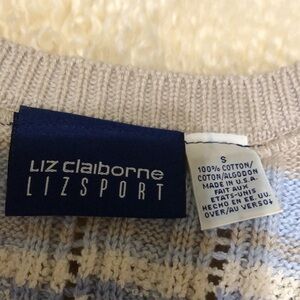 LIZ claiborne
LIZSPORT
S
100% COTTON/
COTON/ALGODON
MADE IN U.S.A.
FAIT AUX
ETATS-UNIS
HECHO EN EE. UU.
OVER/AU VERSO↓